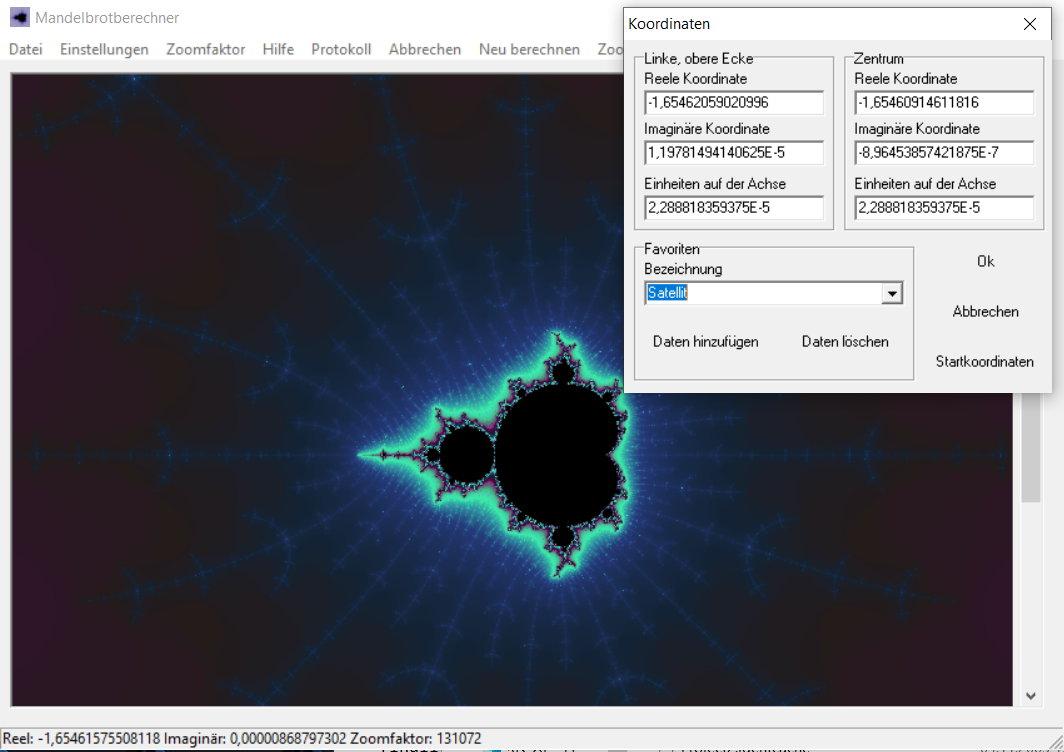 Mandelbrotberechner
Datei Einstellungen Zoomfaktor Hilfe Protokoll Abbrechen Neu berechnen Zoo
Koordinaten
Linke, obere Ecke
Reele Koordinate
-1,65462059020996
Imaginäre Koordinate
1,19781494140625E-5
Einheiten auf der Achse
2,288818359375E-5
Zentrum
Reele Koordinate
-1,65460914611816
Imaginäre Koordinate
-8,96453857421875E-7
Einheiten auf der Achse
2,288818359375E-5
Favoriten
Bezeichnung
Satellit
Daten hinzufügen Daten löschen
Ok
Abbrechen
Startkoordinaten
Reel: -1,65461575508118 Imaginär: 0,00000868797302 Zoomfaktor: 131072